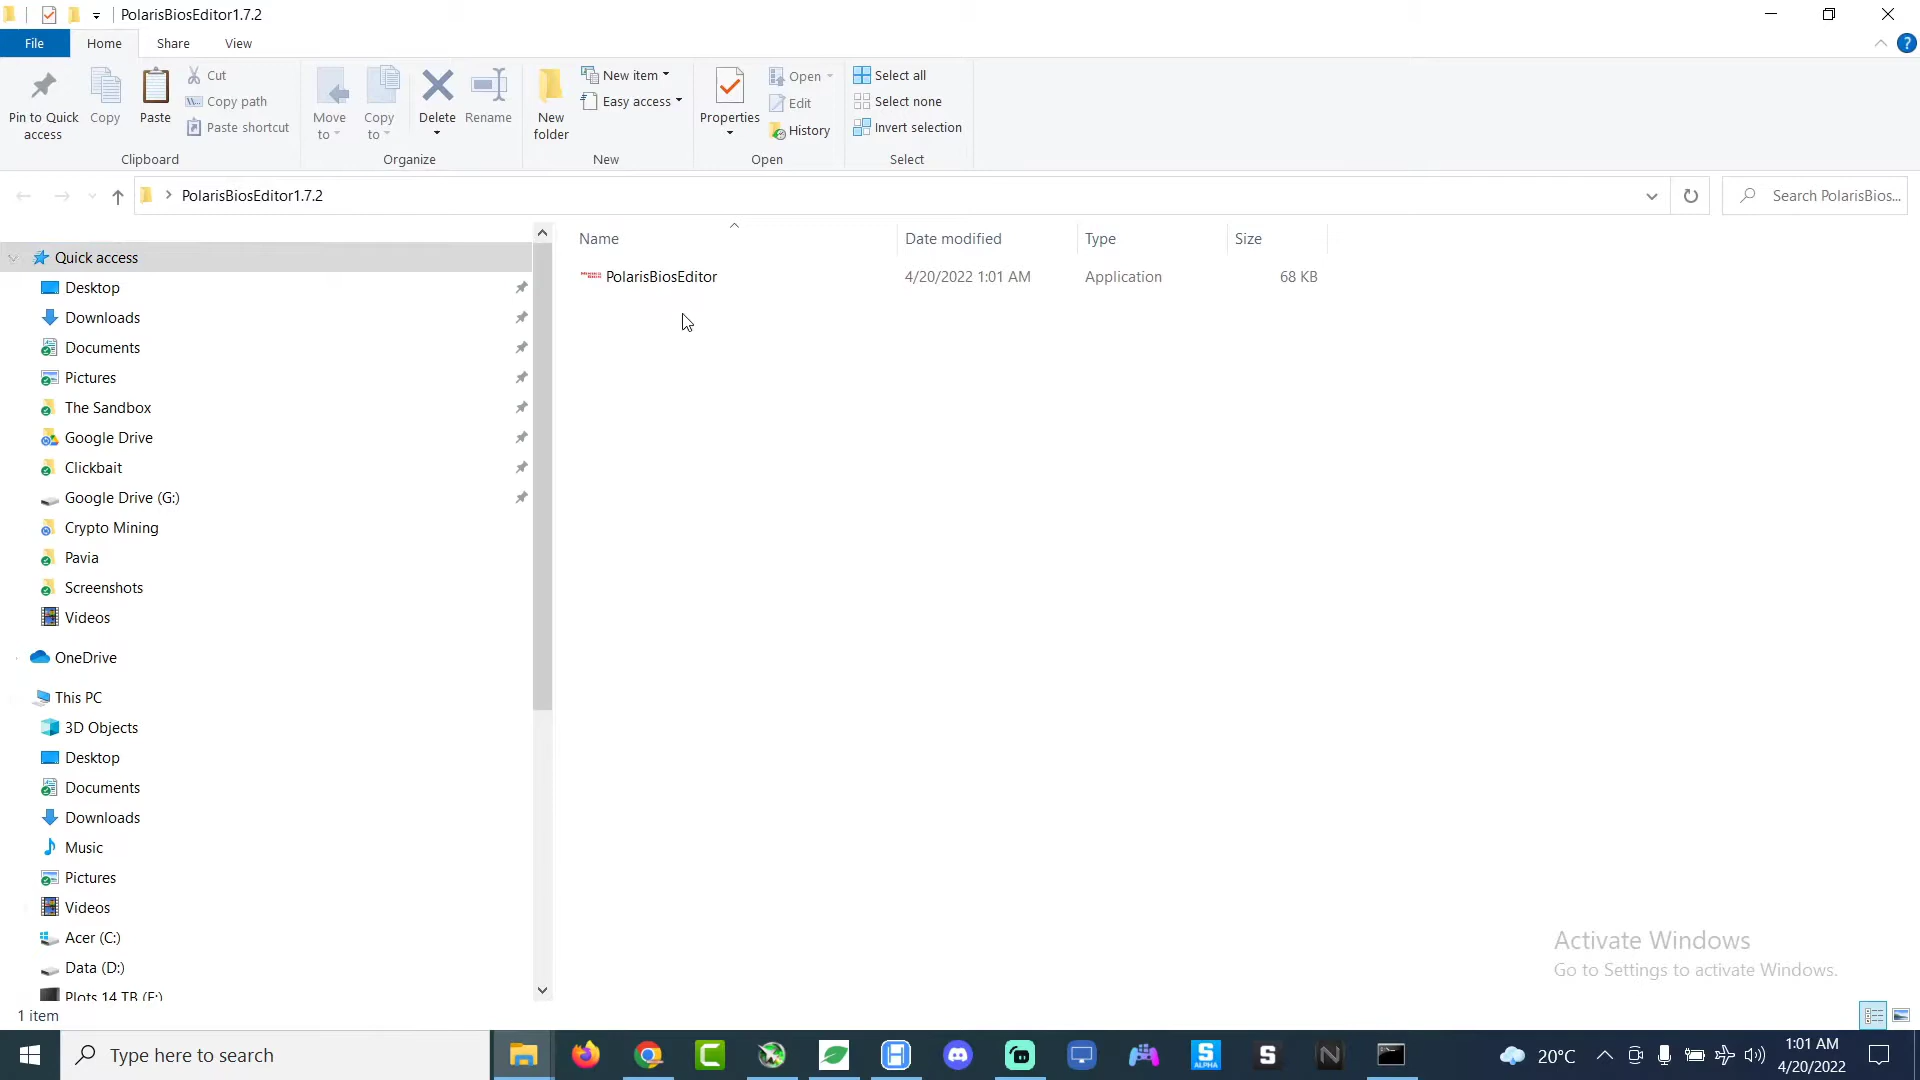 PolarisBiosEditor1.7.2
File
Home
Share
View
Pin to Quick access
Copy
Paste
Cut
Copy path
Paste shortcut
Clipboard
Move to
Copy to
Delete
Rename
Organize
New folder
New item
Easy access
New
Properties
Open
Edit
History
Open
Select all
Select none
Invert selection
Select
PolarisBiosEditor1.7.2
Search PolarisBios...
Name
Date modified
Type
Size
PolarisBiosEditor
4/20/2022 1:01 AM
Application
68 KB
Quick access
Desktop
Downloads
Documents
Pictures
The Sandbox
Google Drive
Clickbait
Google Drive (G:)
Crypto Mining
Pavia
Screenshots
Videos
OneDrive
This PC
3D Objects
Desktop
Documents
Downloads
Music
Pictures
Videos
Acer (C:)
Data (D:)
Plots 14 TB (F:)
Activate Windows
Go to Settings to activate Windows.
1 item
Type here to search
20°C
1:01 AM
4/20/2022